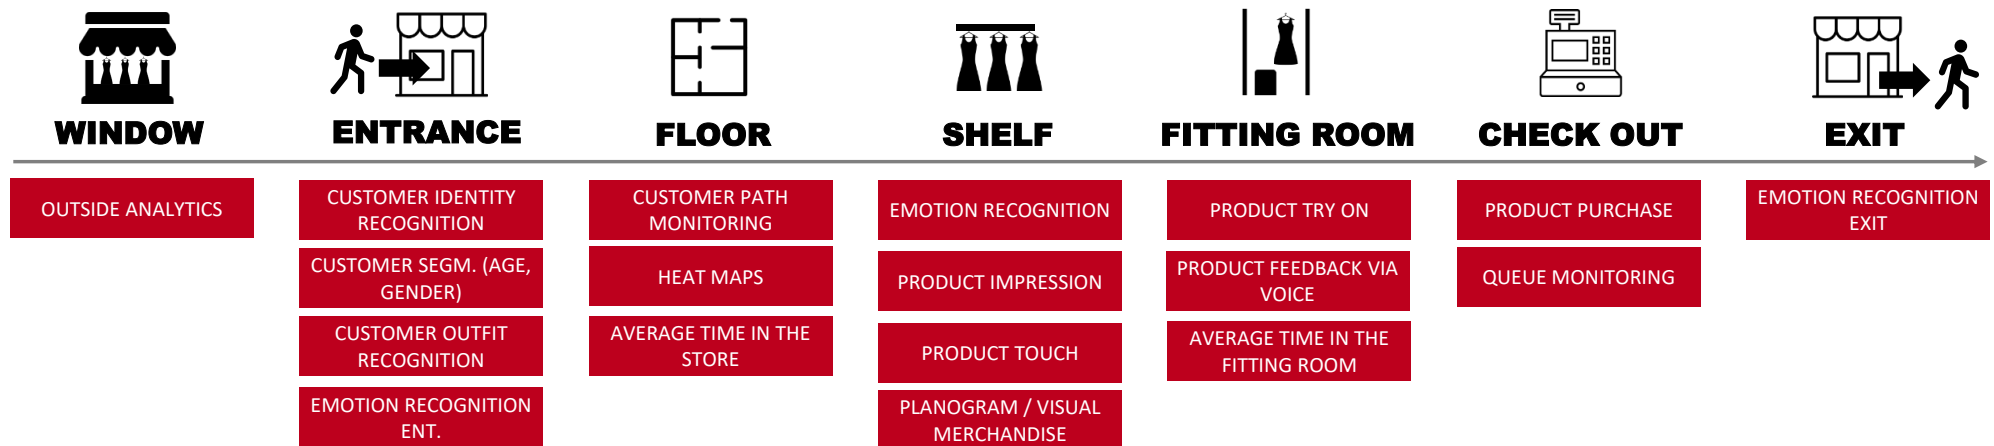 WINDOW
ENTRANCE
FLOOR
SHELF
FITTING ROOM
CHECK OUT
EXIT
OUTSIDE ANALYTICS
CUSTOMER IDENTITY
RECOGNITION
CUSTOMER SEGM. (AGE,
GENDER)
CUSTOMER OUTFIT
RECOGNITION
EMOTION RECOGNITION
ENT.
CUSTOMER PATH
MONITORING
HEAT MAPS
AVERAGE TIME IN THE
STORE
EMOTION RECOGNITION
PRODUCT IMPRESSION
PRODUCT TOUCH
PLANOGRAM / VISUAL
MERCHANDISE
PRODUCT TRY ON
PRODUCT FEEDBACK VIA
VOICE
AVERAGE TIME IN THE
FITTING ROOM
PRODUCT PURCHASE
QUEUE MONITORING
EMOTION RECOGNITION
EXIT